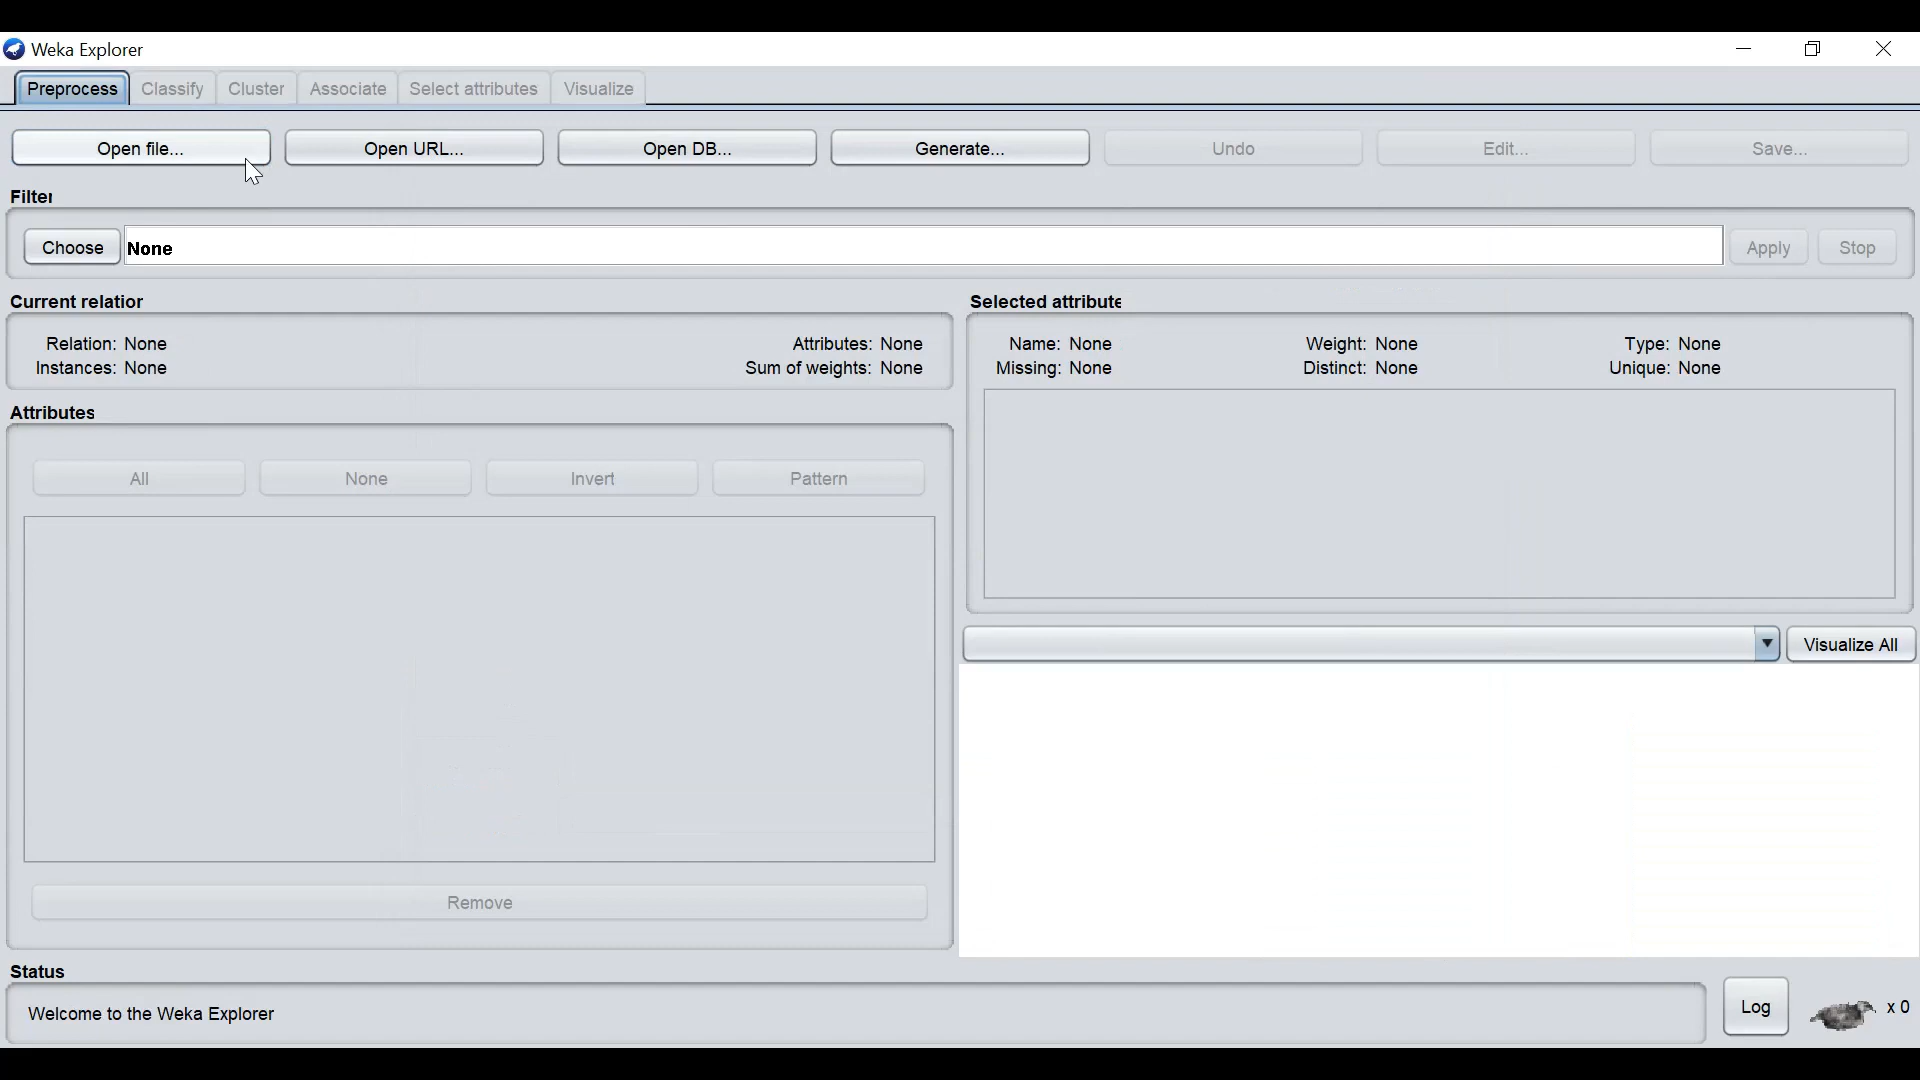 Weka Explorer
Preprocess Classify Cluster Associate Select attributes Visualize
Open file... Open URL... Open DB... Generate... Undo Edit... Save...
Filter
Choose None Apply Stop
Current relation
Relation: None Attributes: None
Instances: None Sum of weights: None
Selected attribute
Name: None Weight: None Type: None
Missing: None Distinct: None Unique: None
Attributes
All None Invert Pattern
Remove
Visualize All
Status
Welcome to the Weka Explorer
Log x 0